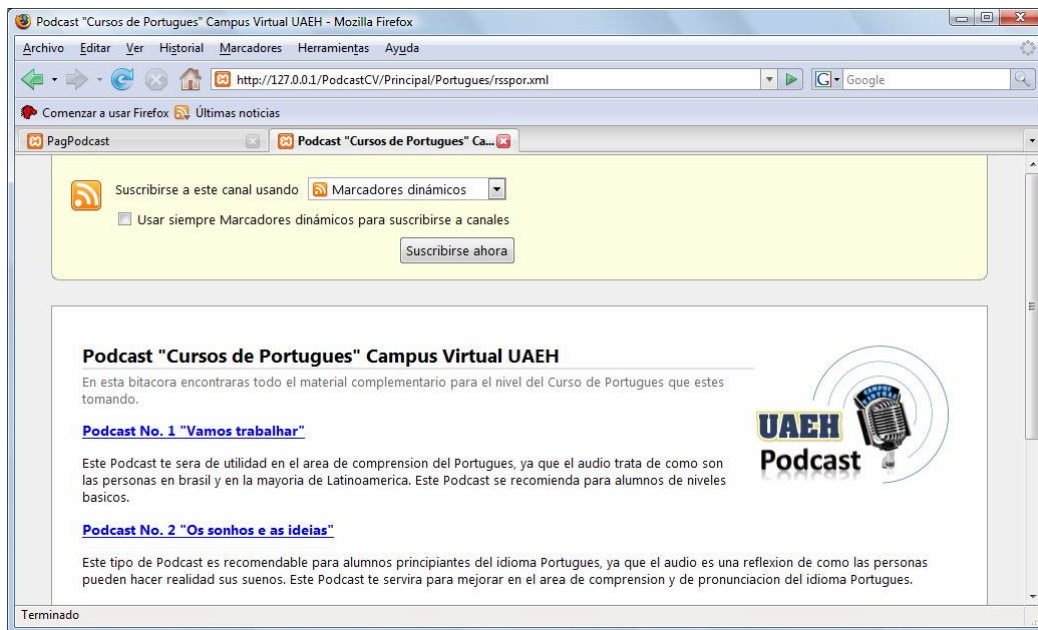 Podcast "Cursos de Portugues" Campus Virtual UAEH - Mozilla Firefox
Archivo Editar Ver Historial Marcadores Herramientas Ayuda
http://127.0.0.1/PodcastCV/Principal/Portugues/rsspor.xml
G Google
Comenzar a usar Firefox Últimas noticias
PagPodcast
Podcast "Cursos de Portugues" Ca...
Suscribirse a este canal usando Marcadores dinámicos
Usar siempre Marcadores dinámicos para suscribirse a canales
Suscribirse ahora
Podcast "Cursos de Portugues" Campus Virtual UAEH
En esta bitacora encontraras todo el material complementario para el nivel del Curso de Portugues que estes
tomando.
CAMPUS VIRTUAL
UAEH
Podcast
Podcast No. 1 "Vamos trabalhar"
Este Podcast te sera de utilidad en el area de comprension del Portugues, ya que el audio trata de como son
las personas en brasil y en la mayoria de Latinoamerica. Este Podcast se recomienda para alumnos de niveles
basicos.
Podcast No. 2 "Os sonhos e as ideias"
Este tipo de Podcast es recomendable para alumnos principiantes del idioma Portugues, ya que el audio es una reflexion de como las personas
pueden hacer realidad sus suenos. Este Podcast te servira para mejorar en el area de comprension y de pronunciacion del idioma Portugues.
Terminado